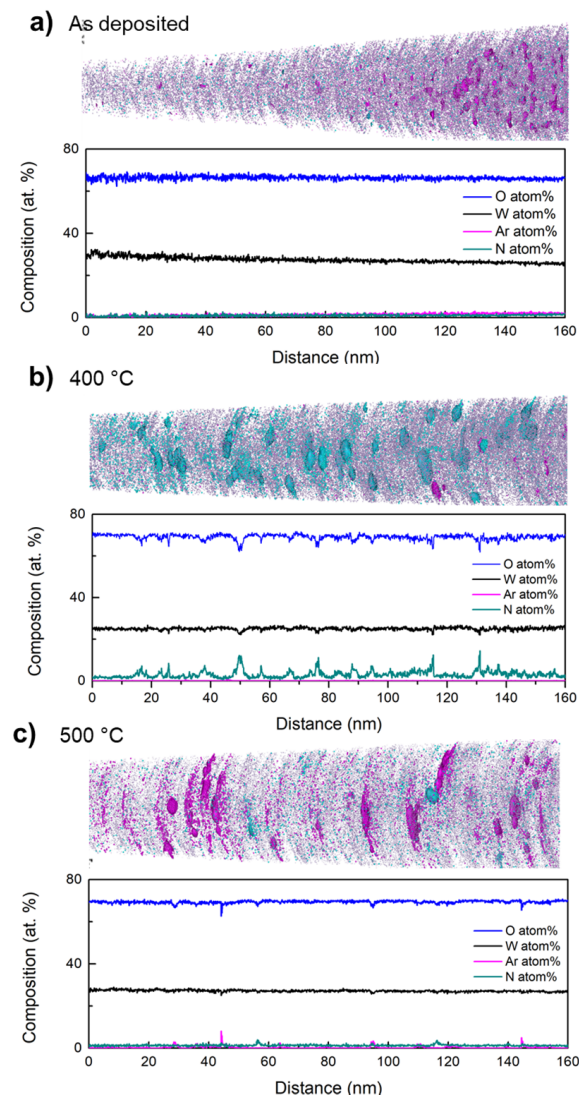 a) As deposited
80
40
0
Composition (at. %)
O atom%
W atom%
Ar atom%
N atom%
0 20 40 60 80 100 120 140 160
Distance (nm)
b) 400 °C
80
40
0
Composition (at. %)
O atom%
W atom%
Ar atom%
N atom%
0 20 40 60 80 100 120 140 160
Distance (nm)
c) 500 °C
80
40
0
Composition (at. %)
O atom%
W atom%
Ar atom%
N atom%
0 20 40 60 80 100 120 140 160
Distance (nm)